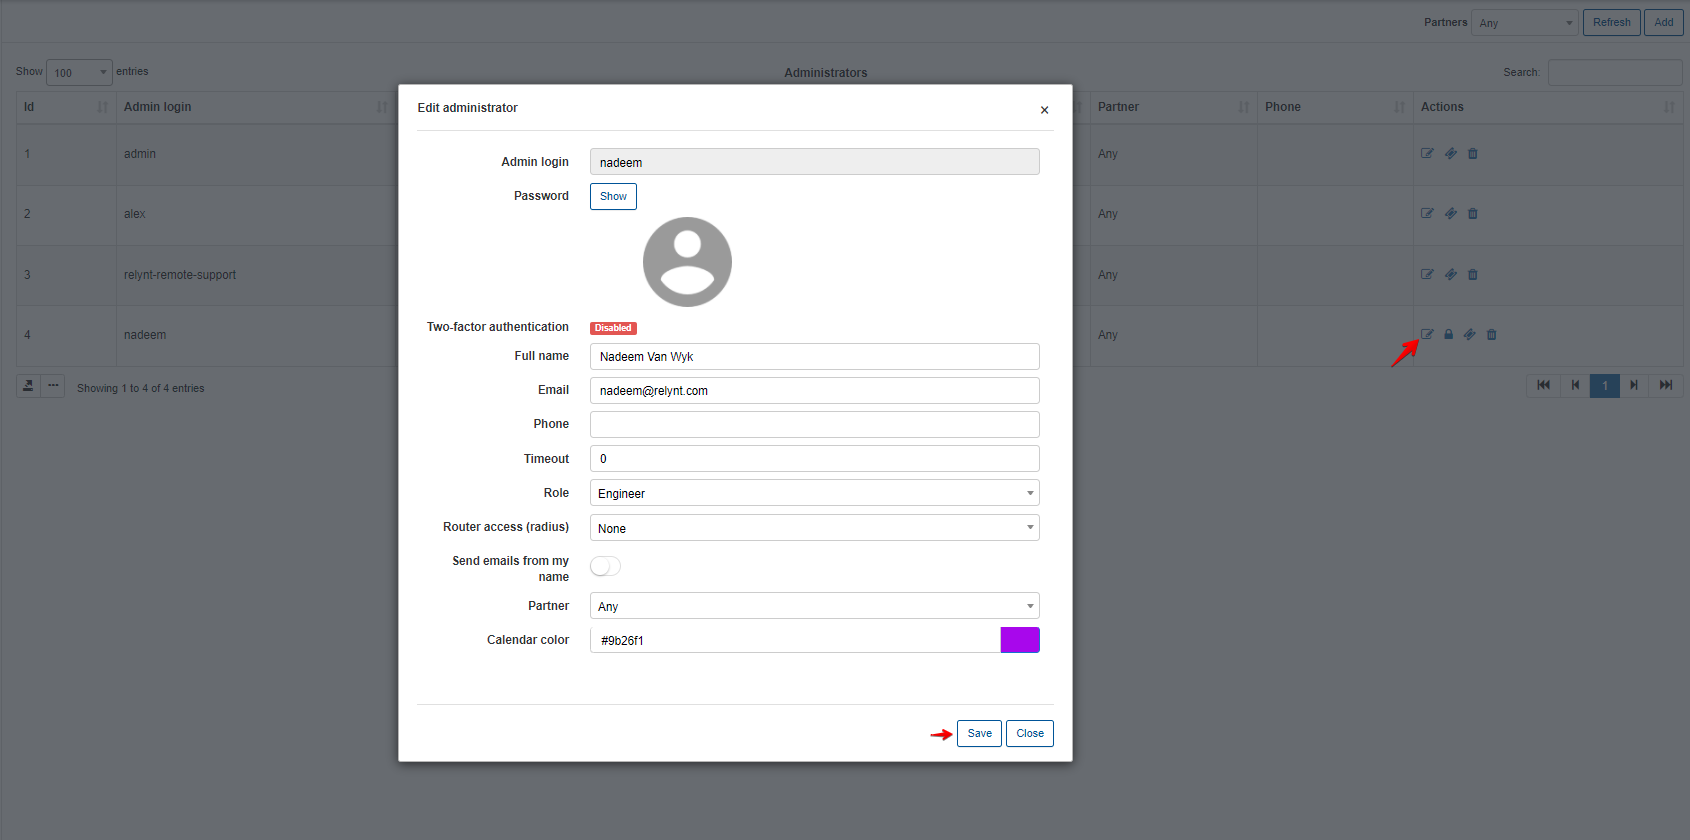 Partners Any Refresh Add
Show 100 entries Administrators Search:
Id Admin login Partner Phone Actions
1 admin Any
2 alex Any
3 relynt-remote-support Any
4 nadeem Any
Showing 1 to 4 of 4 entries 1
Edit administrator ×
Admin login nadeem
Password Show
Two-factor authentication Disabled
Full name Nadeem Van Wyk
Email nadeem@relynt.com
Phone
Timeout 0
Role Engineer
Router access (radius) None
Send emails from my
name
Partner Any
Calendar color #9b26f1
Save Close